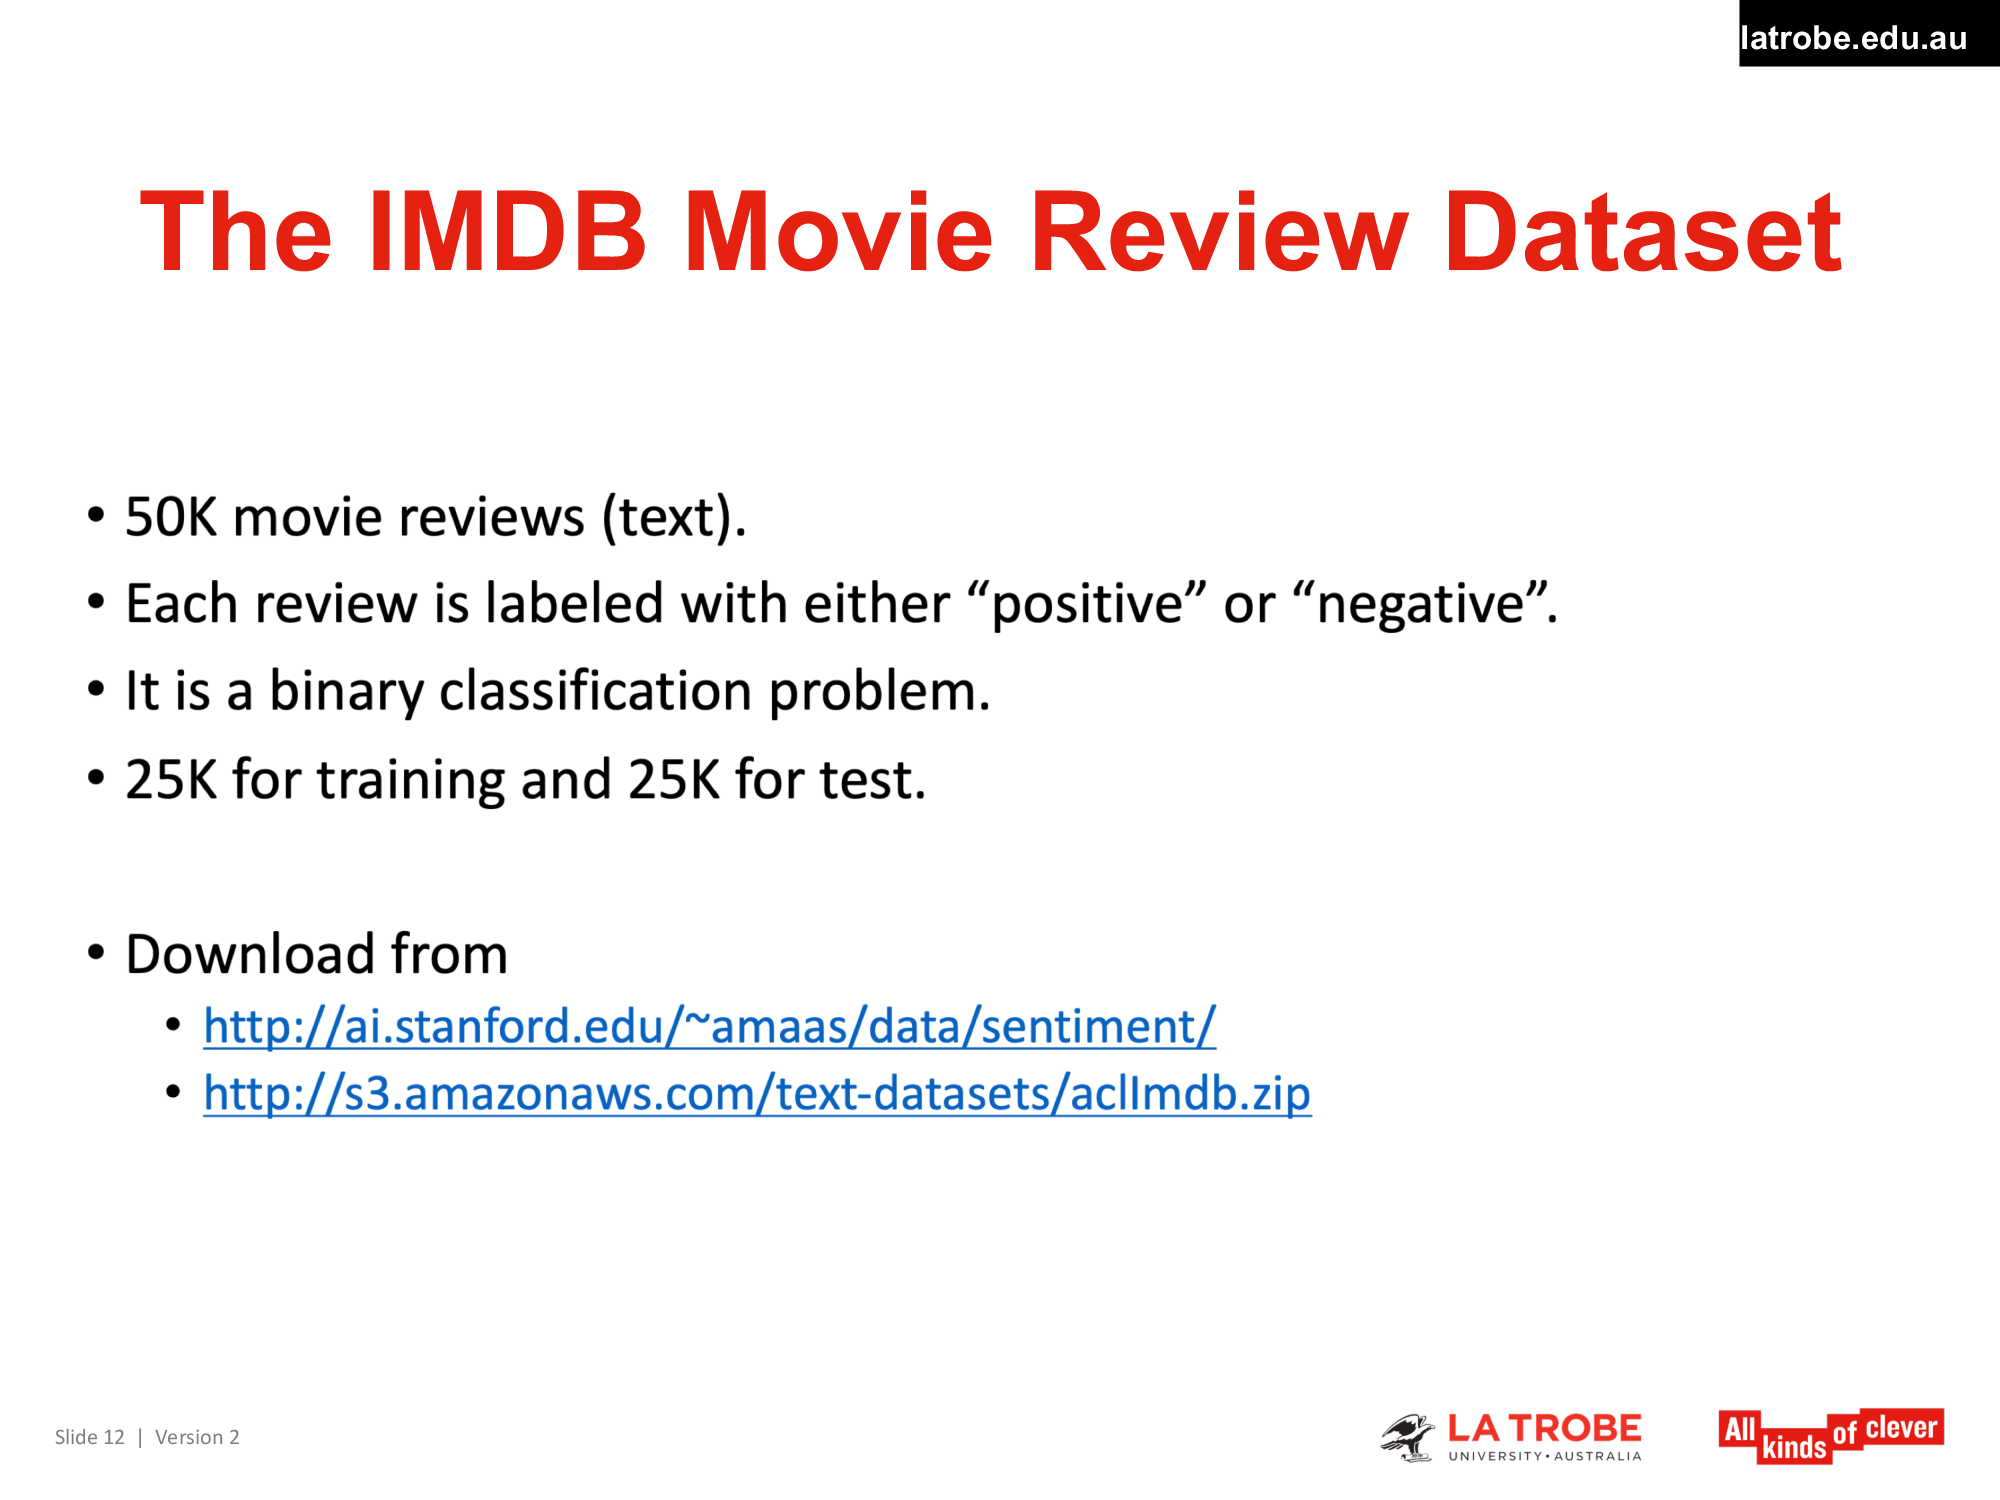 latrobe.edu.au
The IMDB Movie Review Dataset
• 50K movie reviews (text).
• Each review is labeled with either “positive” or “negative”.
• It is a binary classification problem.
• 25K for training and 25K for test.
• Download from
• http://ai.stanford.edu/~amaas/data/sentiment/
• http://s3.amazonaws.com/text-datasets/aclImdb.zip
Slide 12 | Version 2
LA TROBE
UNIVERSITY • AUSTRALIA
All kinds of clever